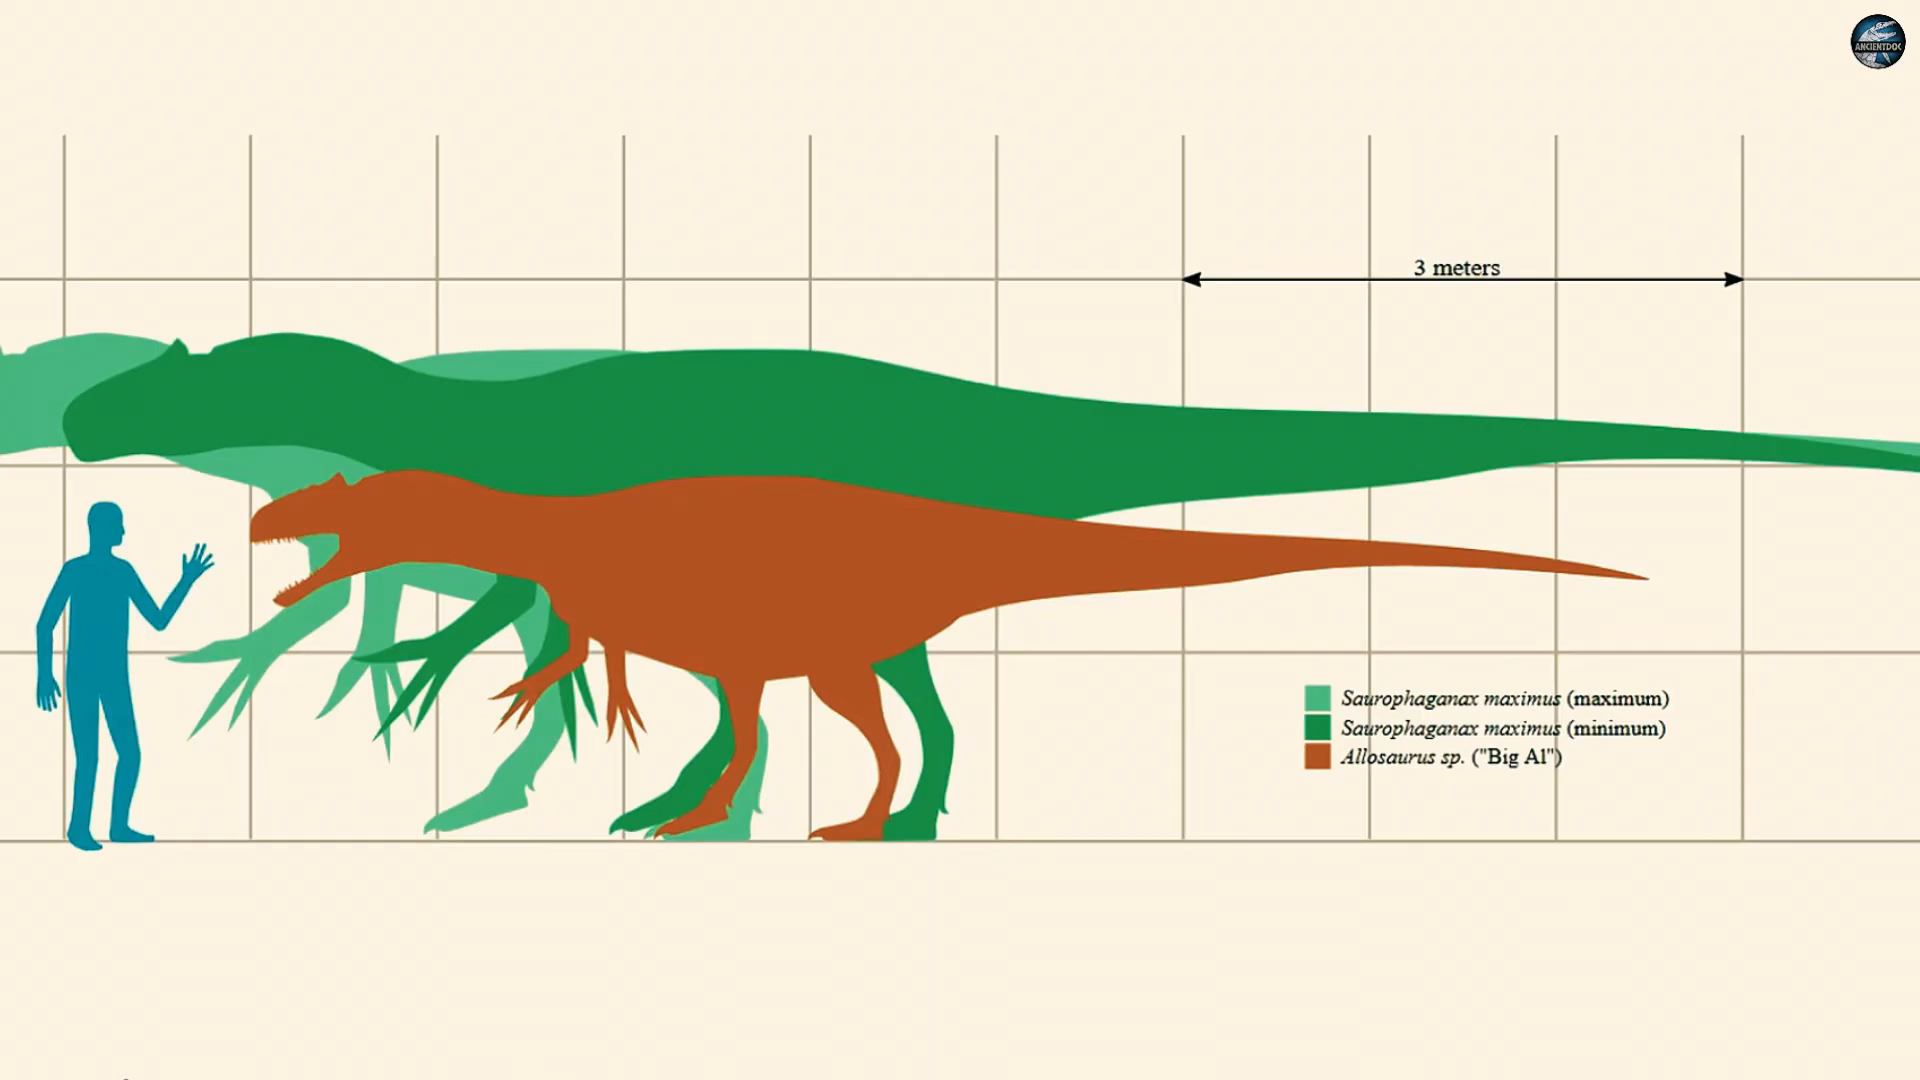 ANCIENTDOC
3 meters
Saurophaganax maximus (maximum)
Saurophaganax maximus (minimum)
Allosaurus sp. ("Big Al")